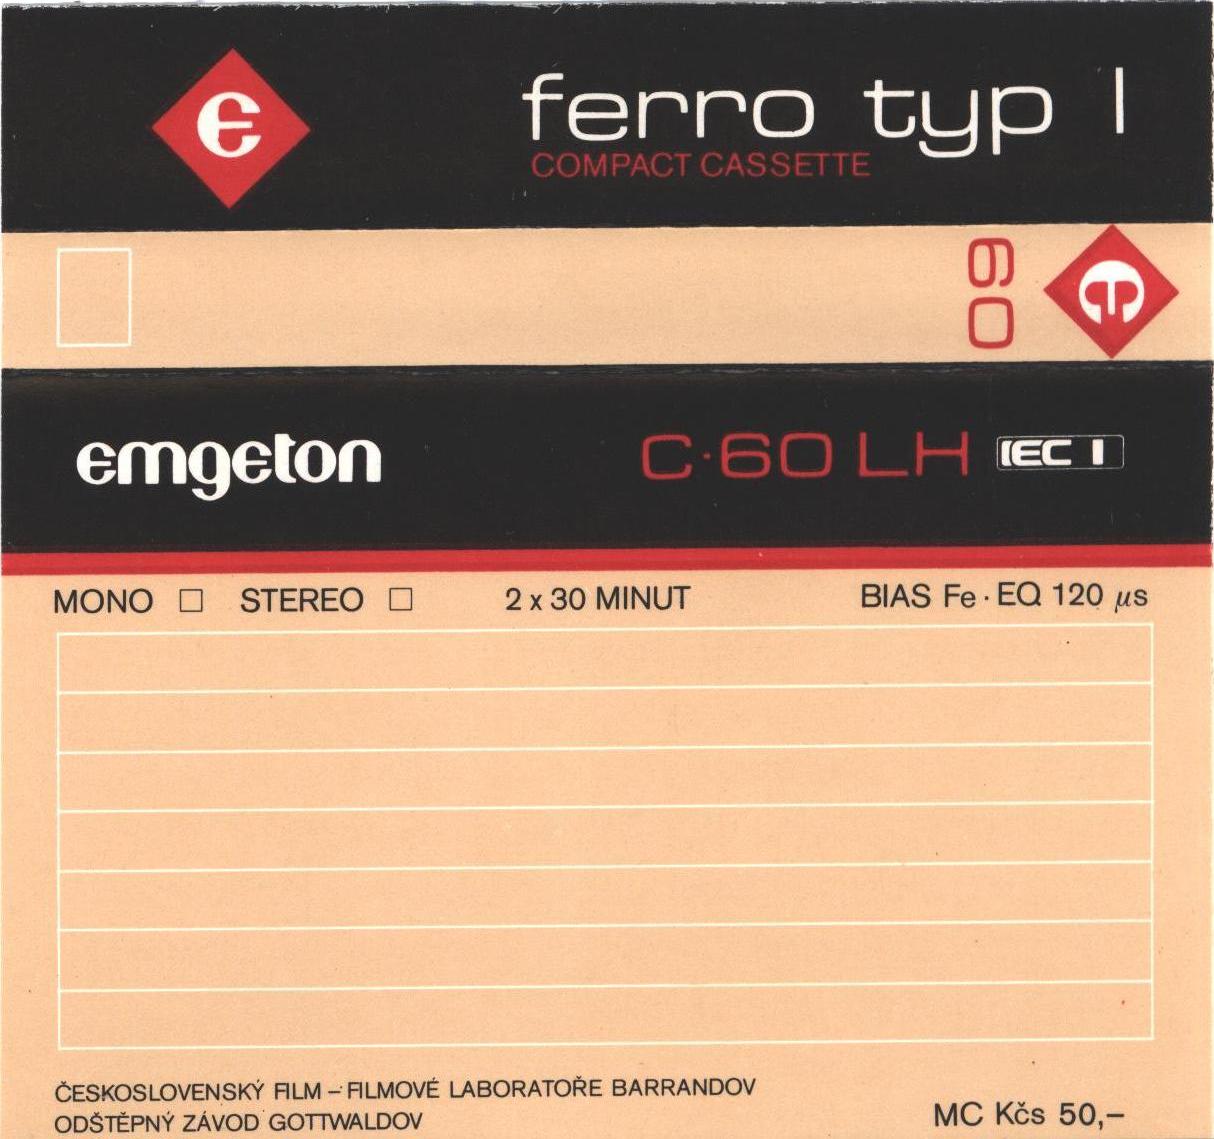 e
ferro typ I
COMPACT CASSETTE
60
e
emgeton
C·60 LH IEC I
MONO □ STEREO □ 2 x 30 MINUT BIAS Fe · EQ 120 µs
ČESKOSLOVENSKÝ FILM – FILMOVÉ LABORATOŘE BARRANDOV
ODŠTĚPNÝ ZÁVOD GOTTWALDOV
MC Kčs 50,–